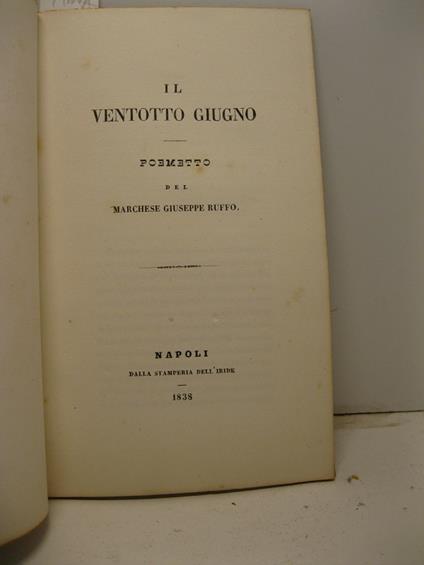 IL
VENTOTTO GIUGNO
POEMETTO
DEL
MARCHESE GIUSEPPE RUFFO.
NAPOLI
DALLA STAMPERIA DELL'IRIDE
1838